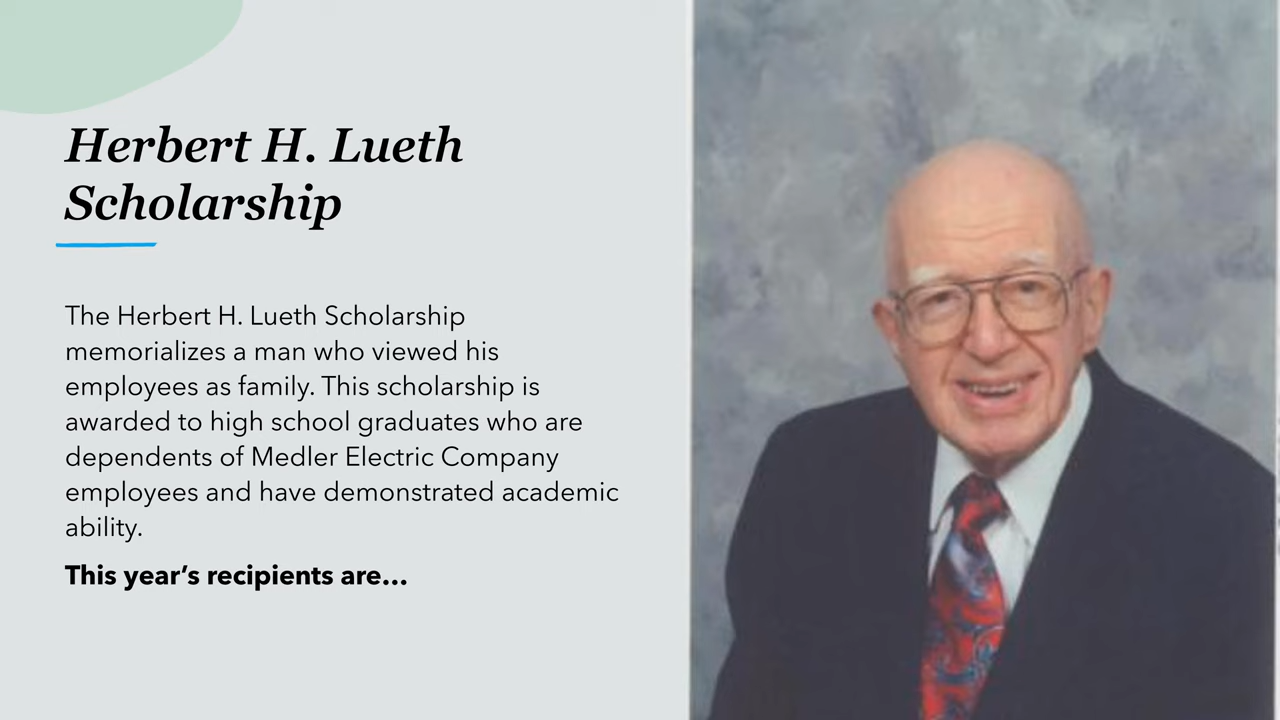 Herbert H. Lueth
Scholarship
The Herbert H. Lueth Scholarship
memorializes a man who viewed his
employees as family. This scholarship is
awarded to high school graduates who are
dependents of Medler Electric Company
employees and have demonstrated academic
ability.
This year’s recipients are…